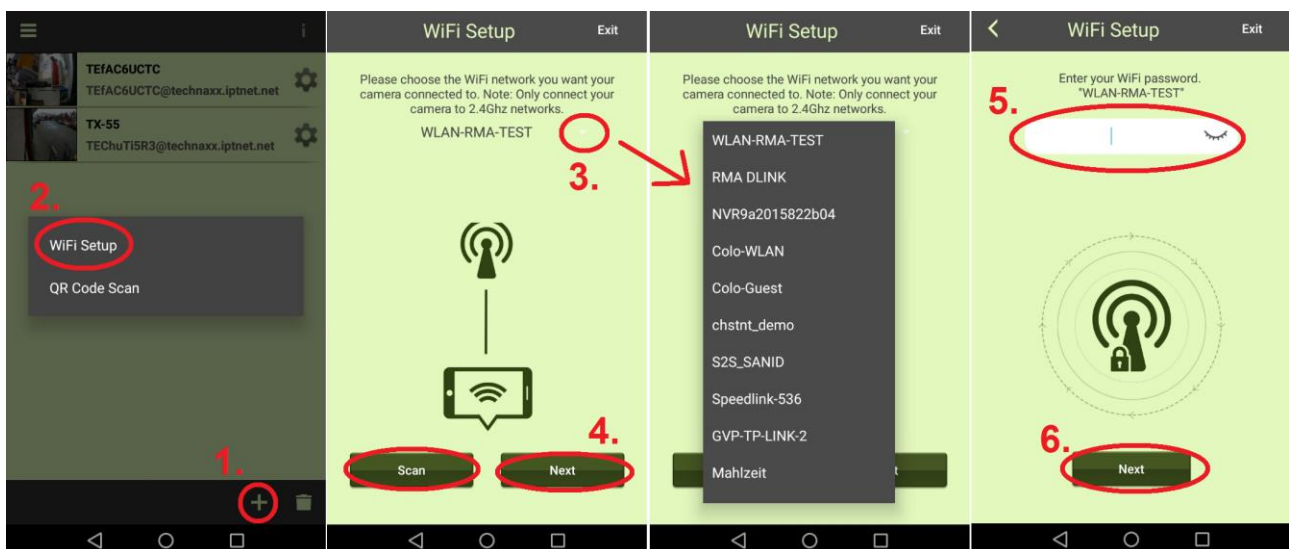 TEfAC6UCTC
TEfAC6UCTC@technaxx.iptnet.net
TX-55
TEChuTi5R3@technaxx.iptnet.net
2.
WiFi Setup
QR Code Scan
1.
WiFi Setup
Exit
Please choose the WiFi network you want your
camera connected to. Note: Only connect your
camera to 2.4Ghz networks.
WLAN-RMA-TEST
3.
4.
Scan
Next
WiFi Setup
Exit
Please choose the WiFi network you want your
camera connected to. Note: Only connect your
camera to 2.4Ghz networks.
WLAN-RMA-TEST
RMA DLINK
NVR9a2015822b04
Colo-WLAN
Colo-Guest
chstnt_demo
S2S_SANID
Speedlink-536
GVP-TP-LINK-2
Mahlzeit
WiFi Setup
Exit
Enter your WiFi password.
"WLAN-RMA-TEST"
5.
6.
Next